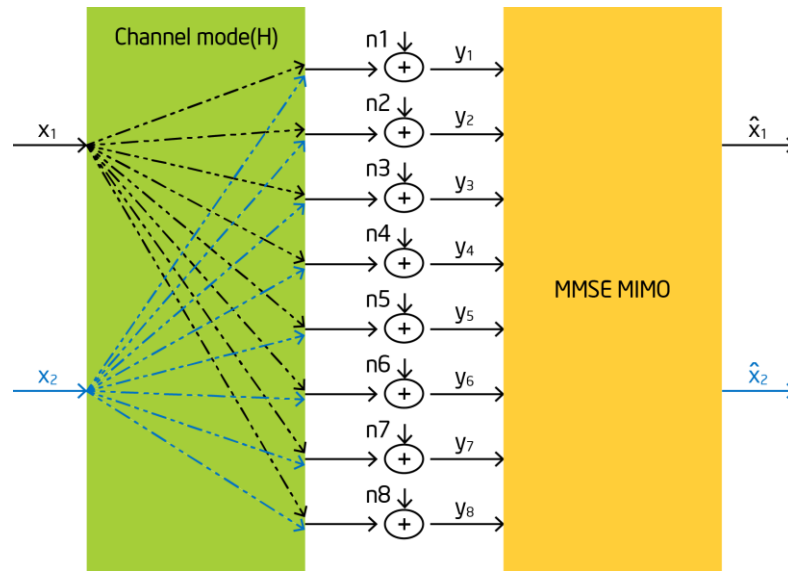 Channel mode(H)
x₁
x₂
n1
y₁
n2
y₂
n3
y₃
n4
y₄
n5
y₅
n6
y₆
n7
y₇
n8
y₈
+
+
+
+
+
+
+
+
MMSE MIMO
x̂₁
x̂₂